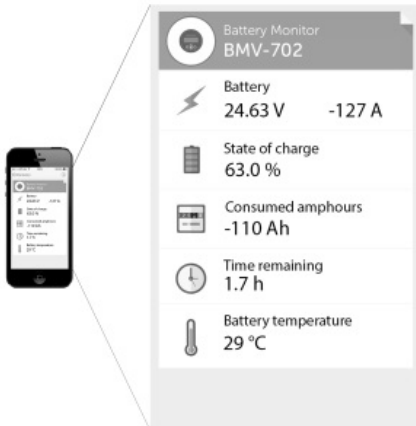 Battery Monitor
BMV-702
Battery
24.63 V -127 A
State of charge
63.0 %
Consumed amphours
-110 Ah
Time remaining
1.7 h
Battery temperature
29 °C